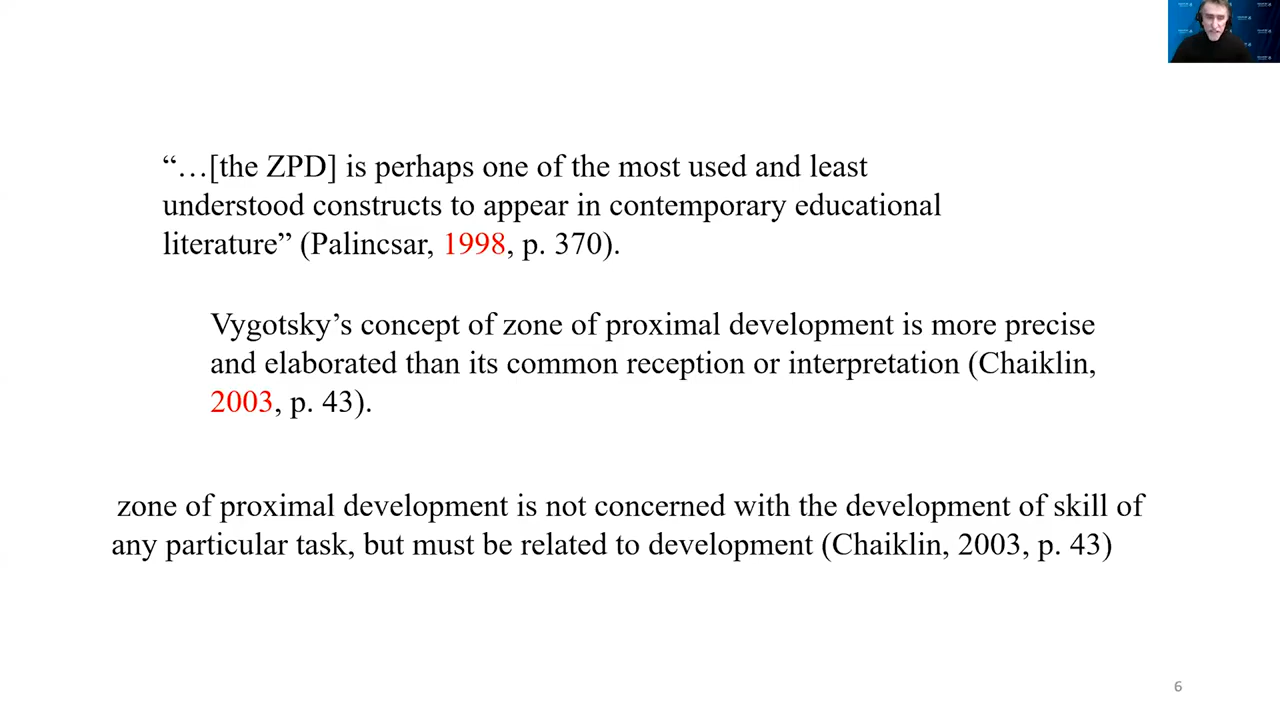 “…[the ZPD] is perhaps one of the most used and least
understood constructs to appear in contemporary educational
literature” (Palincsar, 1998, p. 370).
Vygotsky’s concept of zone of proximal development is more precise
and elaborated than its common reception or interpretation (Chaiklin,
2003, p. 43).
zone of proximal development is not concerned with the development of skill of
any particular task, but must be related to development (Chaiklin, 2003, p. 43)
6